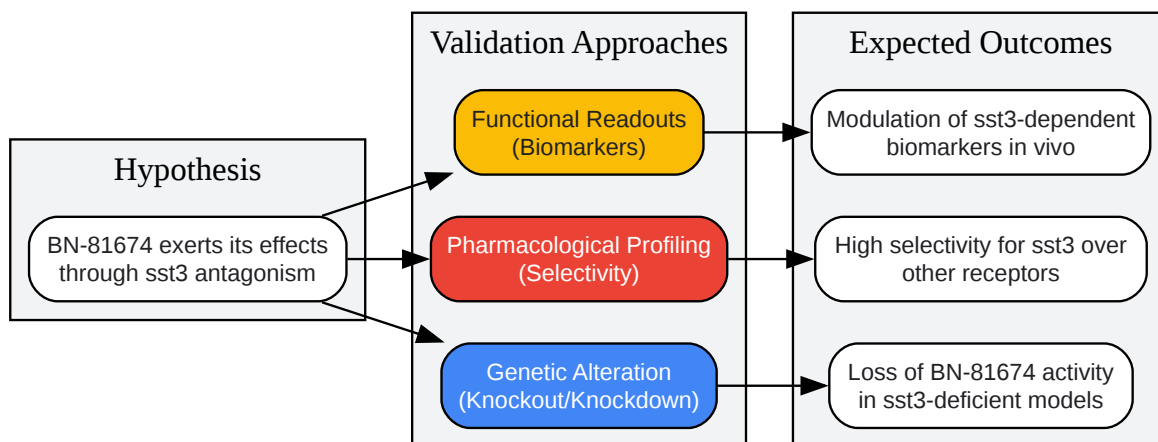 Hypothesis
BN-81674 exerts its effects
through sst3 antagonism
Validation Approaches
Functional Readouts
(Biomarkers)
Pharmacological Profiling
(Selectivity)
Genetic Alteration
(Knockout/Knockdown)
Expected Outcomes
Modulation of sst3-dependent
biomarkers in vivo
High selectivity for sst3 over
other receptors
Loss of BN-81674 activity
in sst3-deficient models